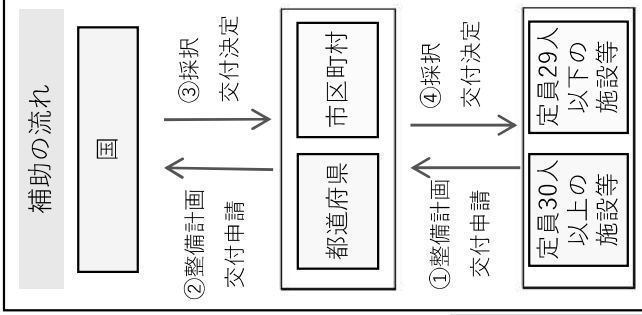 補助の流れ
国
③採択
交付決定
②整備計画
交付申請
市区町村
都道府県
④採択
交付決定
①整備計画
交付申請
定員29人
以下の
施設等
定員30人
以上の
施設等